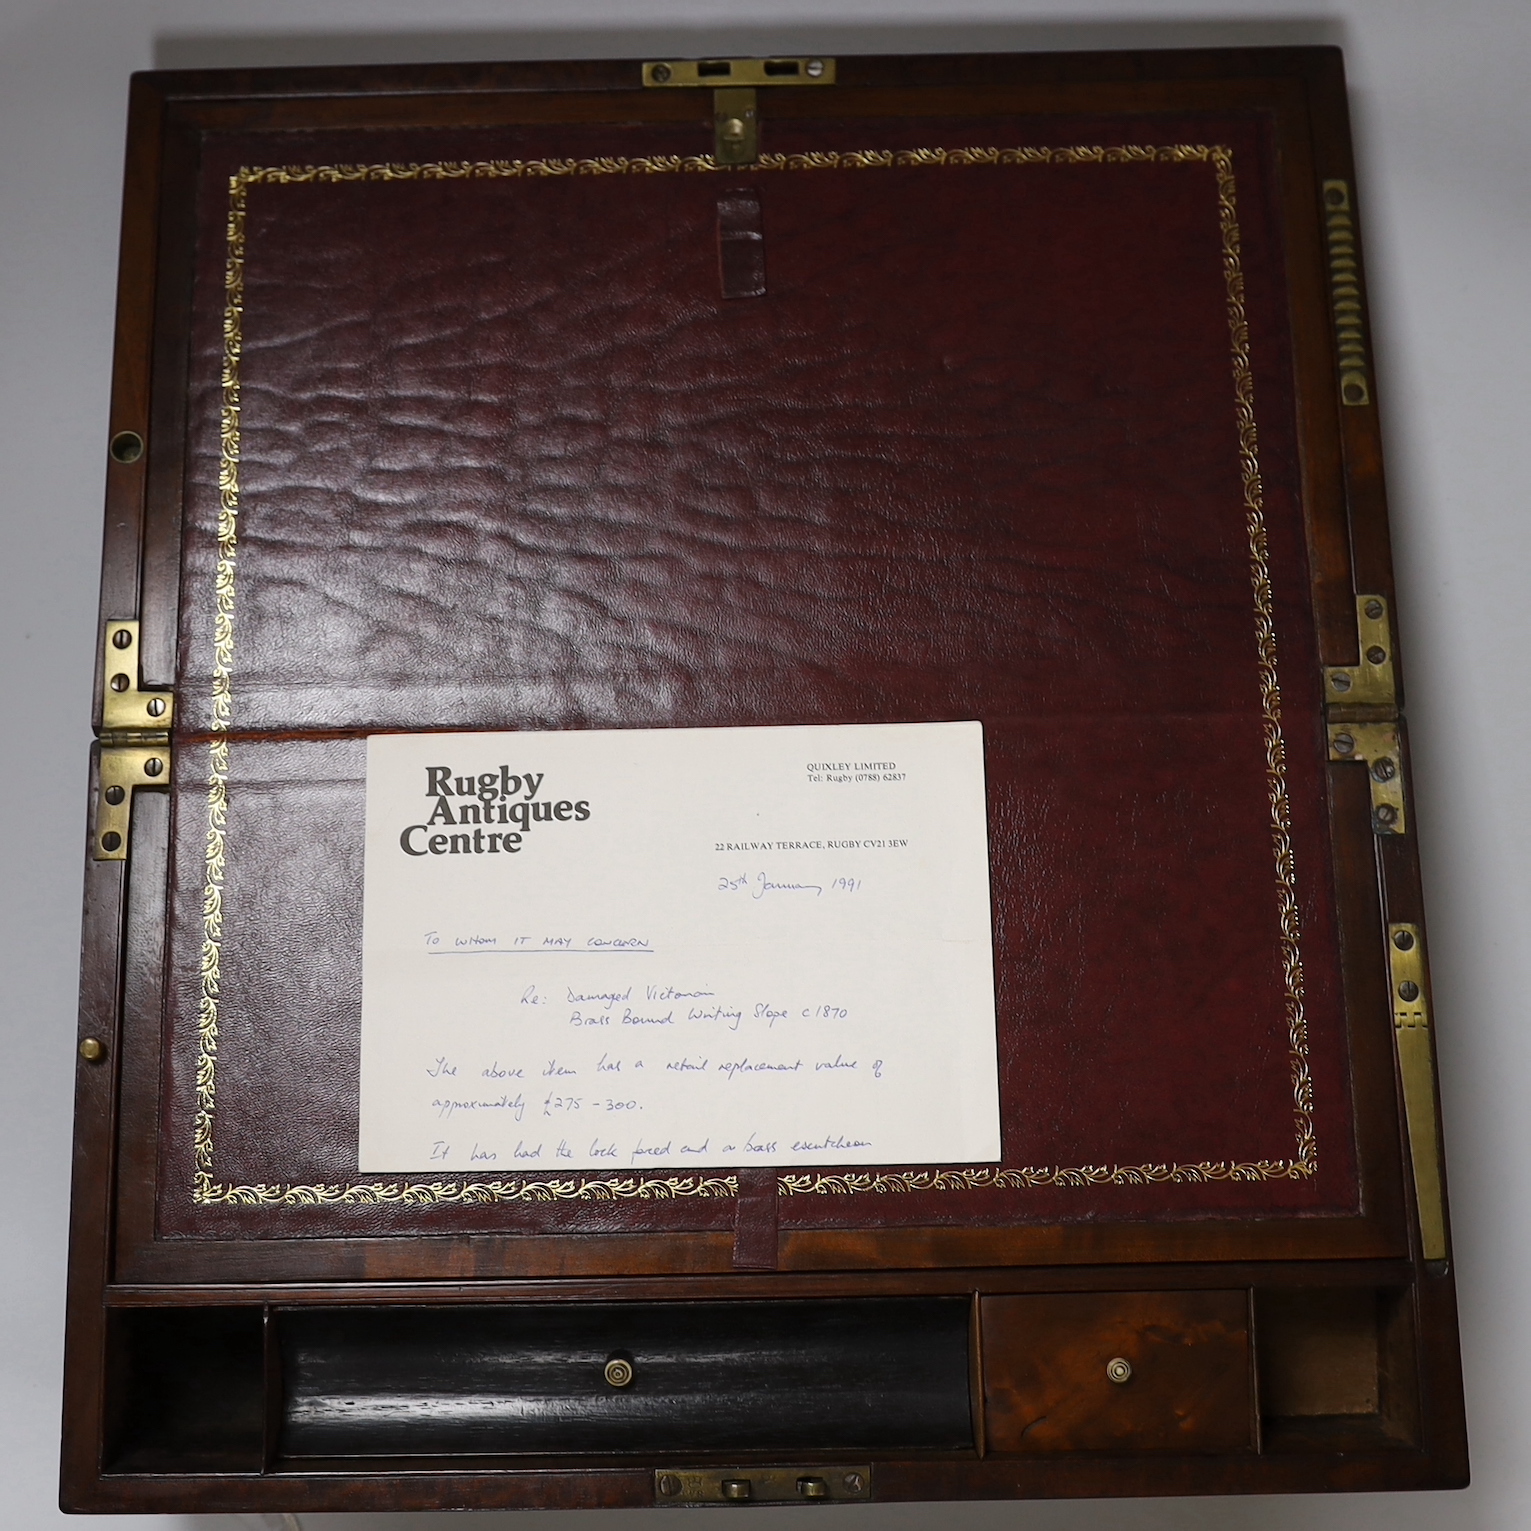 Rugby
Antiques
Centre
QUIXLEY LIMITED
Tel: Rugby (0788) 62837
22 RAILWAY TERRACE, RUGBY CV21 3EW
25th January 1991
TO WHOM IT MAY CONCERN
Re: Damaged Victorian
Brass Bound Writing Slope c1870
The above item has a retail replacement value of
approximately £275 - 300.
It has had the lock forced and a brass escutcheon